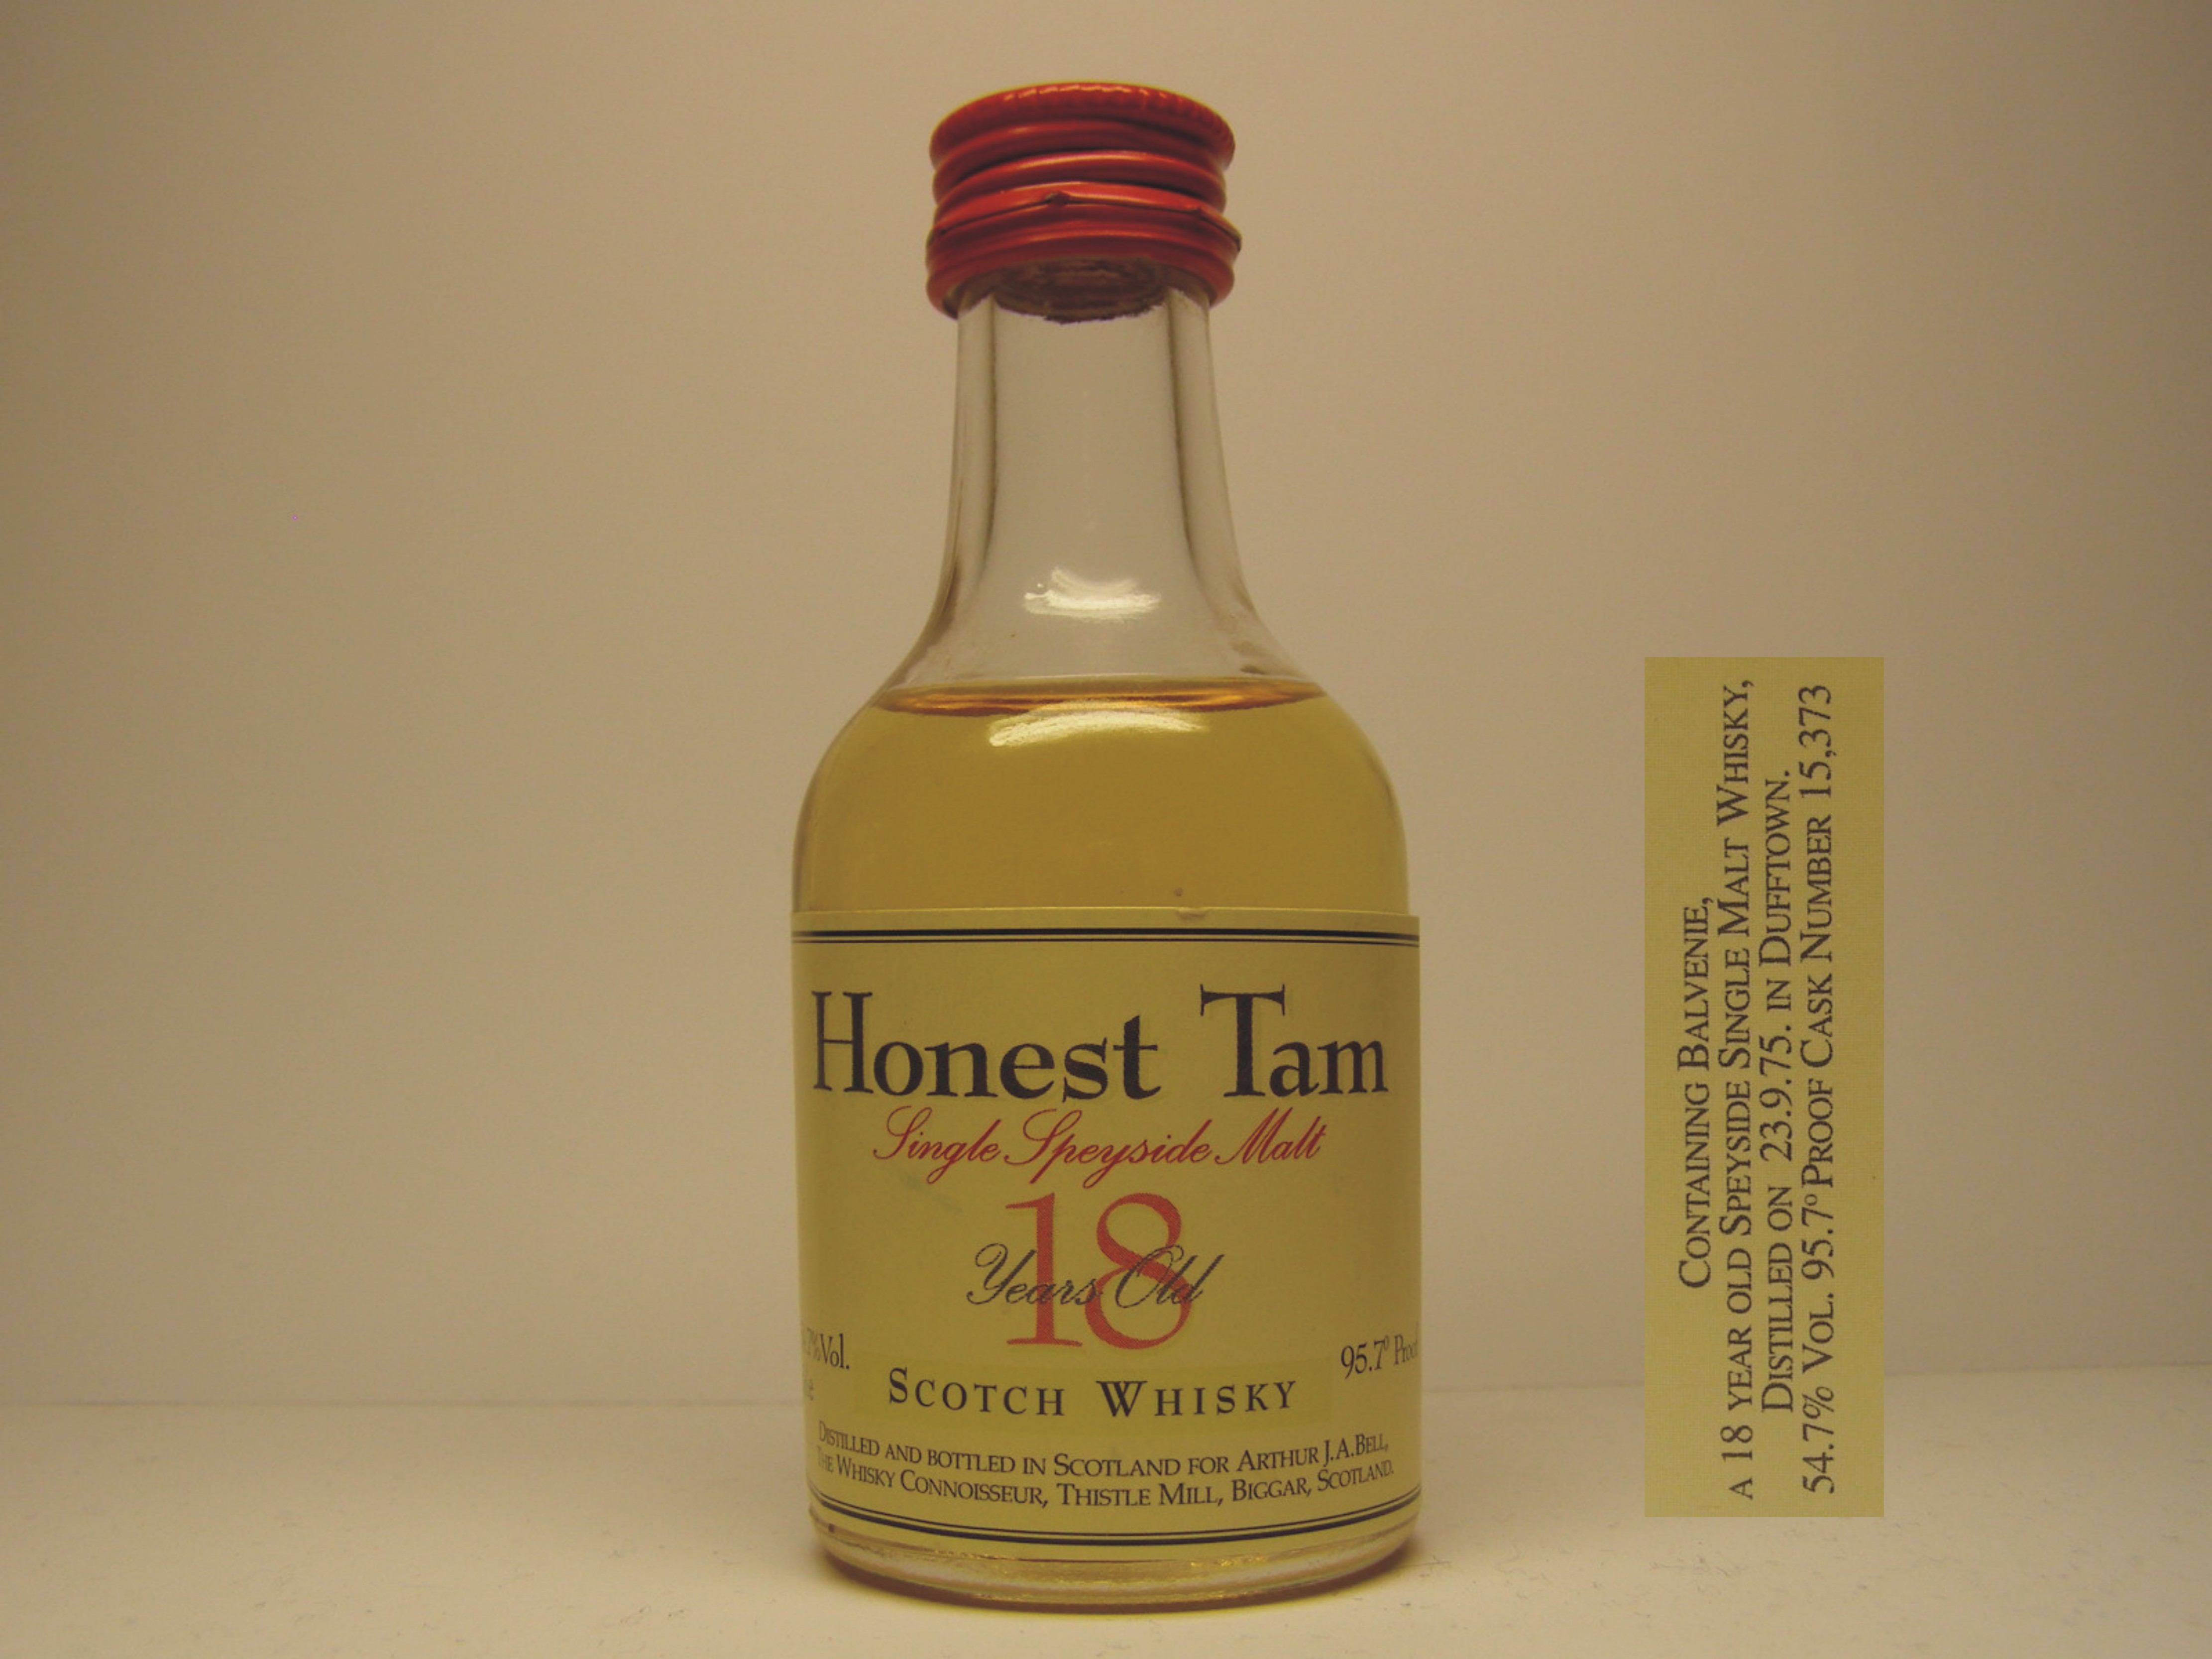 Honest Tam
Single Speyside Malt
18
Years Old
7%Vol.
95.7° Proof
SCOTCH WHISKY
DISTILLED AND BOTTLED IN SCOTLAND FOR ARTHUR J.A.BELL,
THE WHISKY CONNOISSEUR, THISTLE MILL, BIGGAR, SCOTLAND.
CONTAINING BALVENIE,
A 18 YEAR OLD SPEYSIDE SINGLE MALT WHISKY,
DISTILLED ON 23.9.75. IN DUFFTOWN.
54.7% VOL. 95.7° PROOF CASK NUMBER 15,373